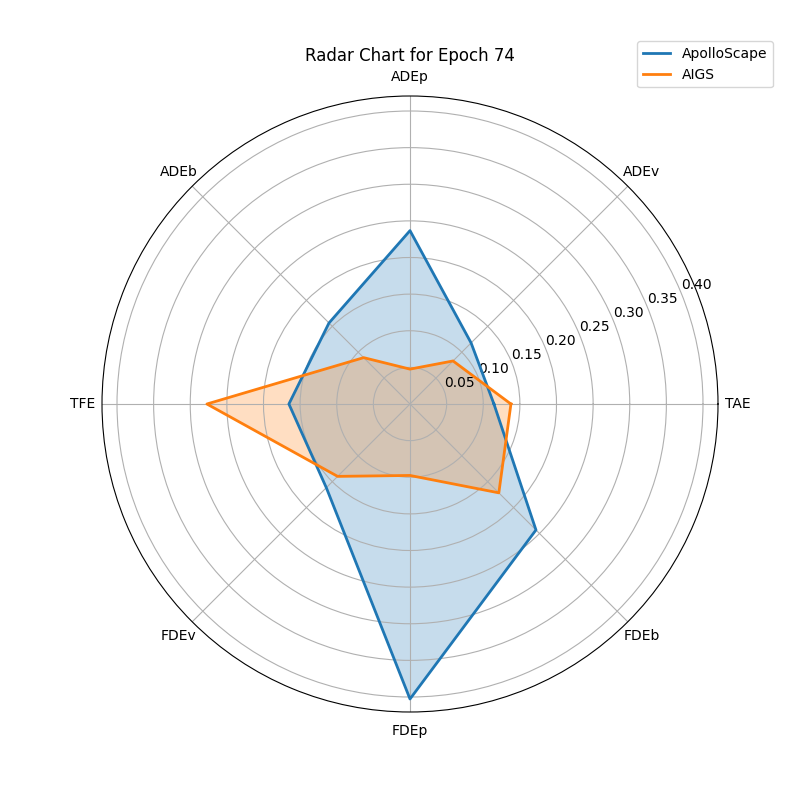 ApolloScape
AIGS
Radar Chart for Epoch 74
ADEp
ADEb
ADEv
0.40
0.35
0.30
0.25
0.20
0.15
0.10
0.05
TFE
TAE
FDEv
FDEb
FDEp